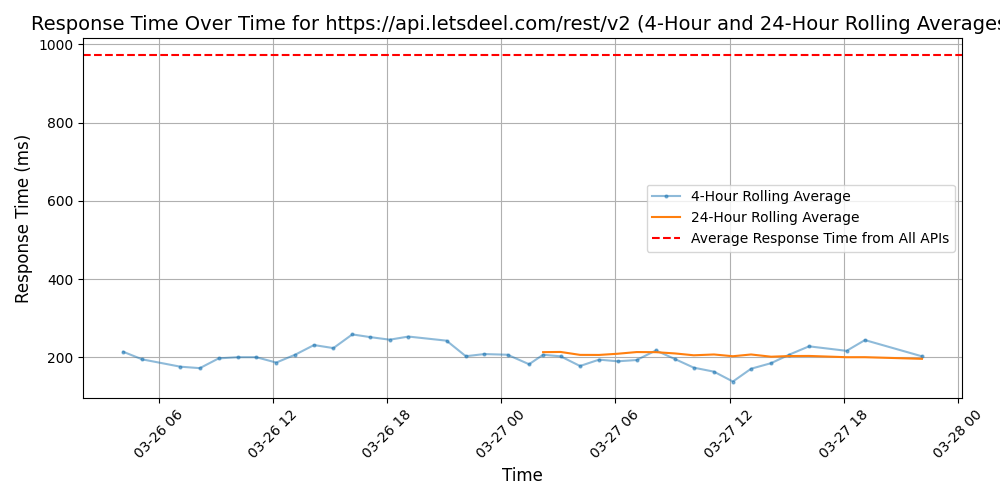 Response Time Over Time for https://api.letsdeel.com/rest/v2 (4-Hour and 24-Hour Rolling Averages
1000
800
600
400
200
Response Time (ms)
4-Hour Rolling Average
24-Hour Rolling Average
Average Response Time from All APIs
03-26 06
03-26 12
03-26 18
03-27 00
03-27 06
03-27 12
03-27 18
03-28 00
Time